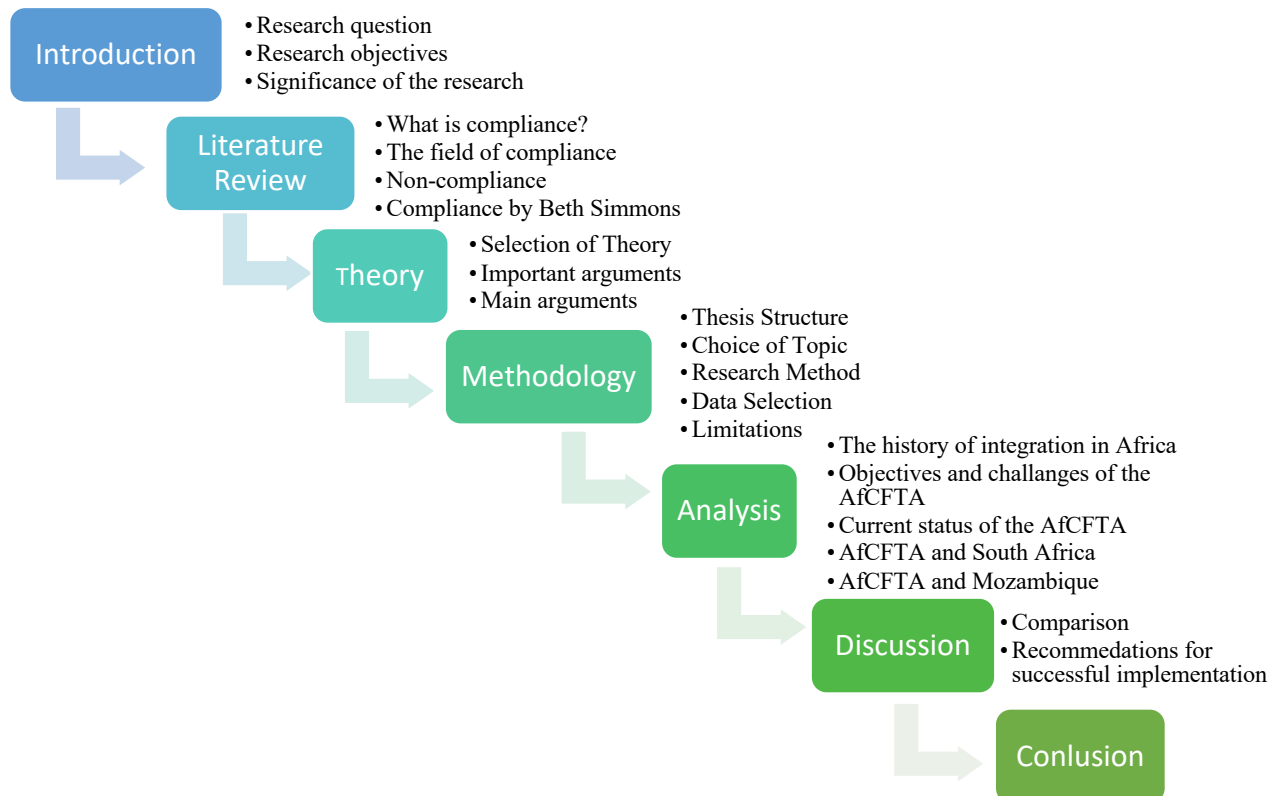 Introduction
• Research question
• Research objectives
• Significance of the research
Literature
Review
• What is compliance?
• The field of compliance
• Non-compliance
• Compliance by Beth Simmons
Theory
• Selection of Theory
• Important arguments
• Main arguments
Methodology
• Thesis Structure
• Choice of Topic
• Research Method
• Data Selection
• Limitations
Analysis
• The history of integration in Africa
• Objectives and challanges of the
AfCFTA
• Current status of the AfCFTA
• AfCFTA and South Africa
• AfCFTA and Mozambique
Discussion
• Comparison
• Recommedations for
successful implementation
Conlusion